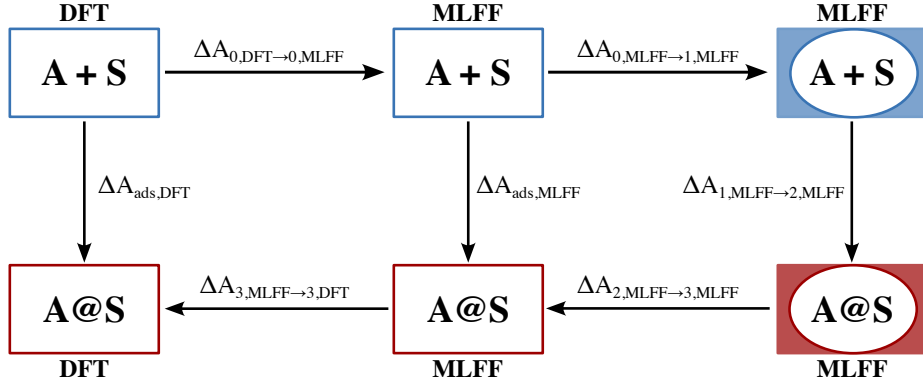 DFT MLFF MLFF
A + S ΔA0,DFT→0,MLFF A + S ΔA0,MLFF→1,MLFF A + S
ΔAads,DFT ΔAads,MLFF ΔA1,MLFF→2,MLFF
A@S ΔA3,MLFF→3,DFT A@S ΔA2,MLFF→3,MLFF A@S
DFT MLFF MLFF